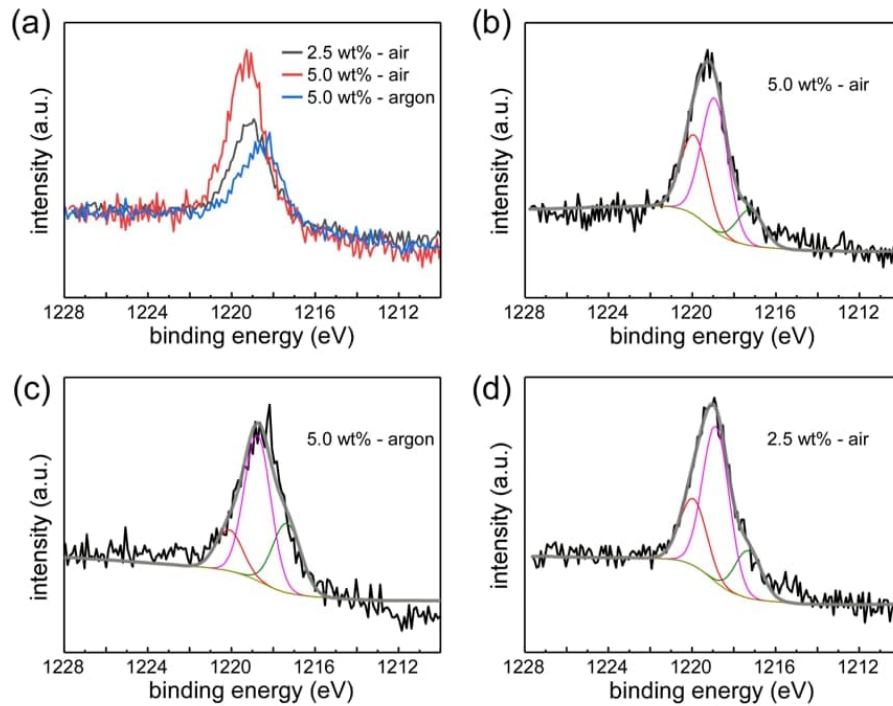 (a)
2.5 wt% - air
5.0 wt% - air
5.0 wt% - argon
intensity (a.u.)
1228 1224 1220 1216 1212
binding energy (eV)
(b)
5.0 wt% - air
intensity (a.u.)
1228 1224 1220 1216 1212
binding energy (eV)
(c)
5.0 wt% - argon
intensity (a.u.)
1228 1224 1220 1216 1212
binding energy (eV)
(d)
2.5 wt% - air
intensity (a.u.)
1228 1224 1220 1216 1212
binding energy (eV)